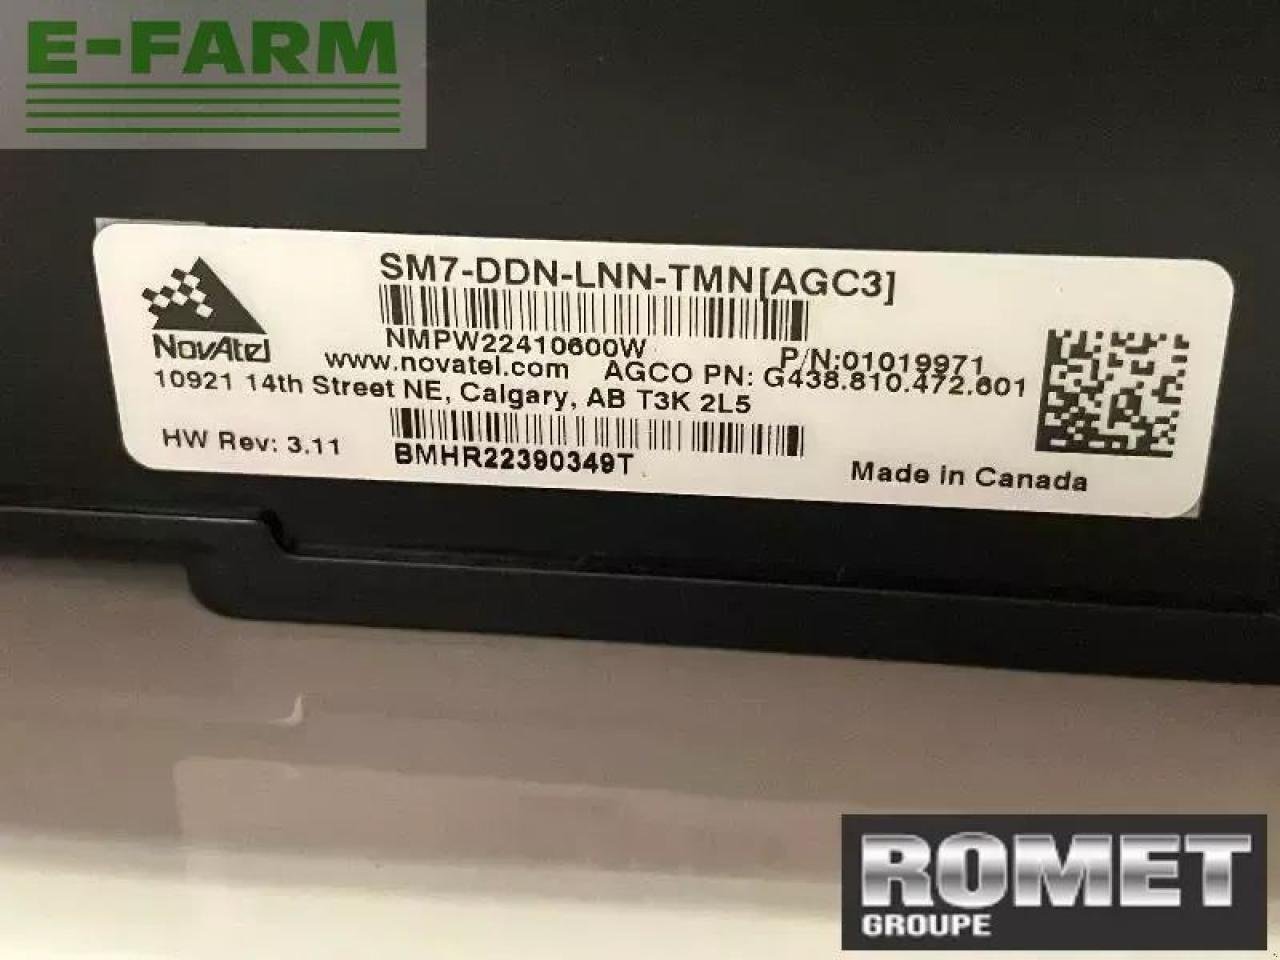 E-FARM
SM7-DDN-LNN-TMN[AGC3]
NovAtel
NMPW22410600W
P/N:01019971
www.novatel.com AGCO PN: G438.810.472.601
10921 14th Street NE, Calgary, AB T3K 2L5
HW Rev: 3.11
BMHR22390349T
Made in Canada
ROMET
GROUPE